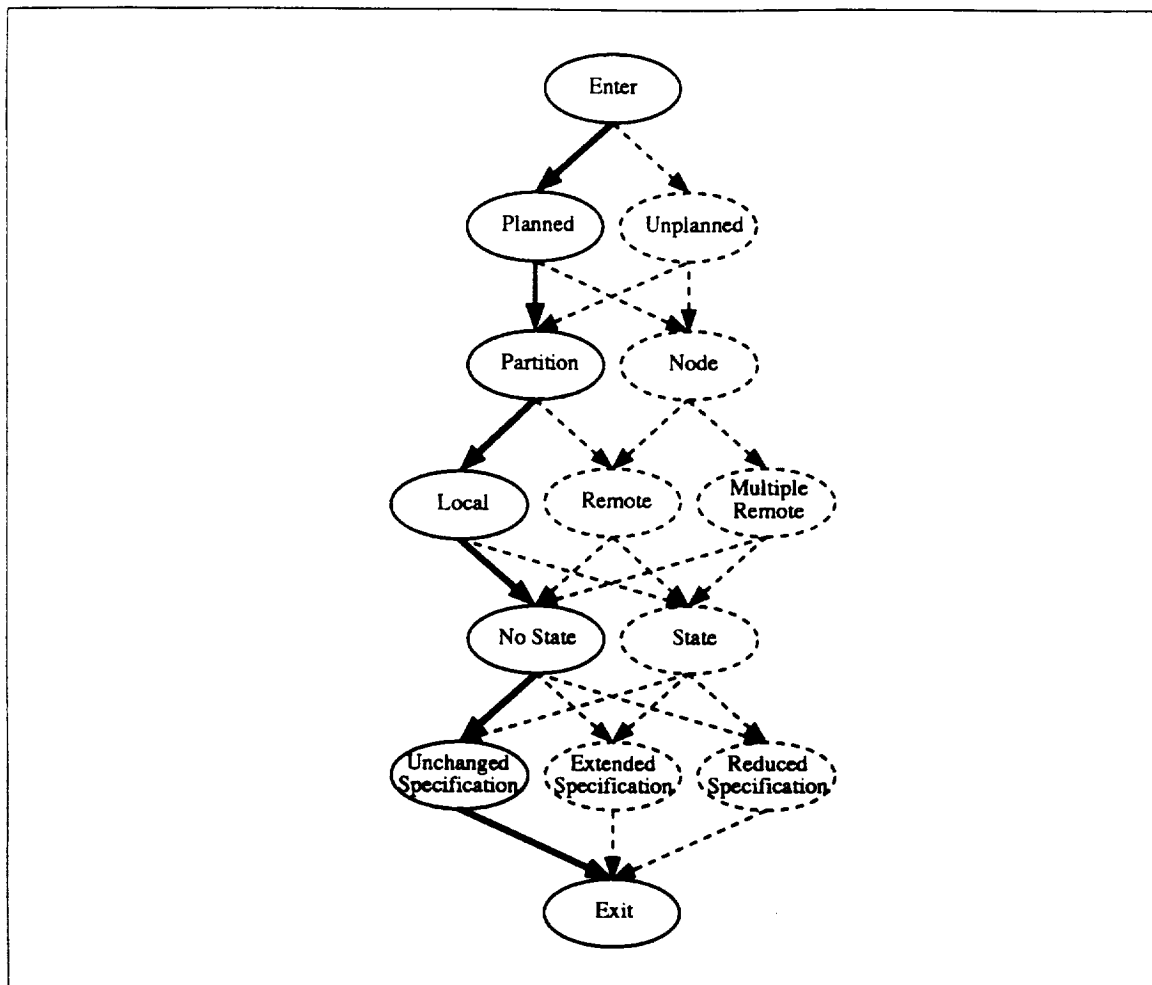 Enter
Planned
Unplanned
Partition
Node
Local
Remote
Multiple
Remote
No State
State
Unchanged
Specification
Extended
Specification
Reduced
Specification
Exit